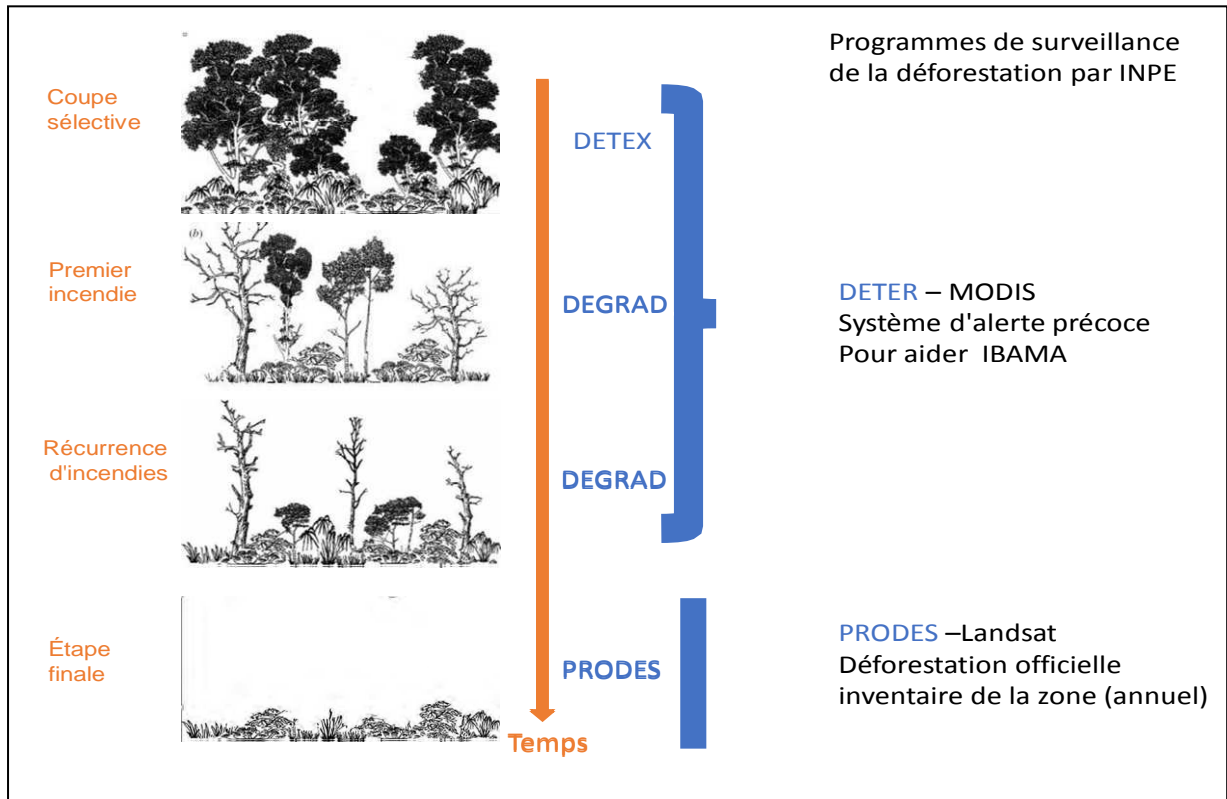 Programmes de surveillance
de la déforestation par INPE
Coupe
sélective
DETEX
(b)
Premier
incendie
DEGRAD
DETER – MODIS
Système d'alerte précoce
Pour aider IBAMA
Récurrence
d'incendies
DEGRAD
Étape
finale
PRODES
PRODES –Landsat
Déforestation officielle
inventaire de la zone (annuel)
Temps